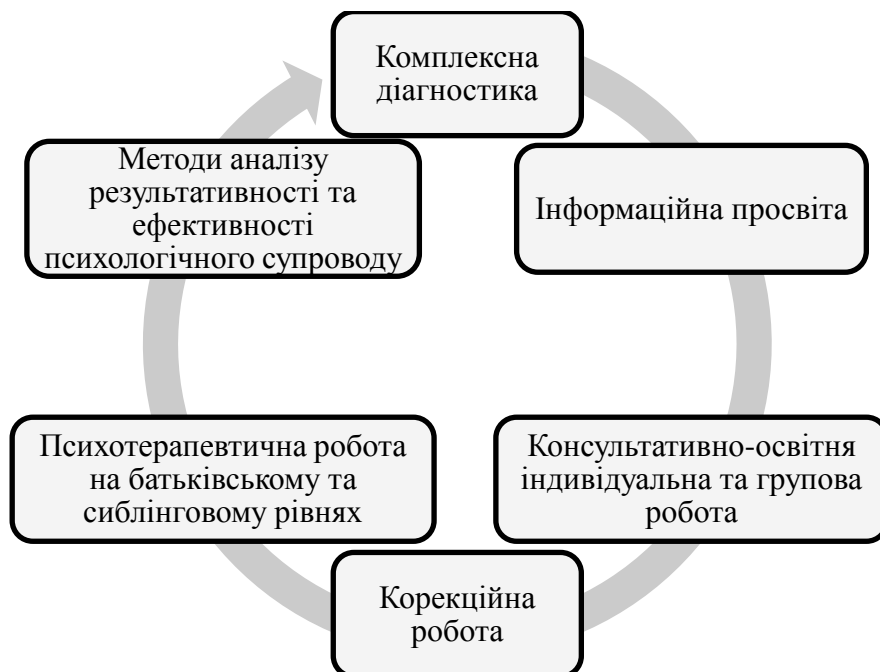 Комплексна
діагностика
Інформаційна просвіта
Консультативно-освітня
індивідуальна та групова
робота
Корекційна
робота
Психотерапевтична робота
на батьківському та
сиблінговому рівнях
Методи аналізу
результативності та
ефективності
психологічного супроводу